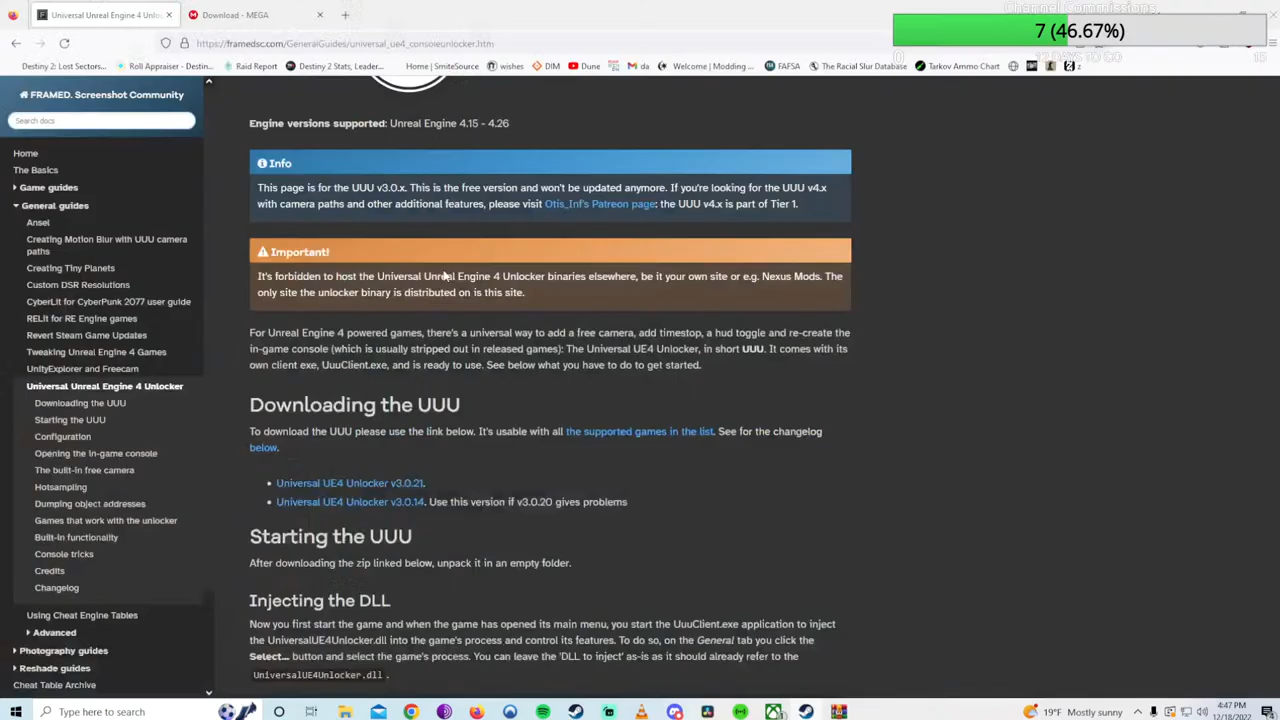 Universal Unreal Engine 4 Unloc
Download - MEGA
Channel Commissions
7 (46.67%)
https://framedsc.com/GeneralGuides/universal_ue4_consoleunlocker.htm
Destiny 2: Lost Sectors...
Roll Appraiser - Destin...
Raid Report
Destiny 2 Strat/Leader...
Home | SmiteSource
wishes
DIM
Dune
da
Welcome | Modding ...
FAFSA
The Racial Slur Database
Tarkov Ammo Chart
z
FRAMED. Screenshot Community
Search docs
Home
The Basics
Game guides
General guides
Ansel
Creating Motion Blur with UUU camera
paths
Creating Tiny Planets
Custom DSR Resolutions
CyberLit for CyberPunk 2077 user guide
RELit for RE Engine games
Revert Steam Game Updates
Tweaking Unreal Engine 4 Games
UnityExplorer and Freecam
Universal Unreal Engine 4 Unlocker
Downloading the UUU
Starting the UUU
Configuration
Opening the in-game console
The built-in free camera
Hotsampling
Dumping object addresses
Games that work with the unlocker
Built-in functionality
Console tricks
Credits
Changelog
Using Cheat Engine Tables
Advanced
Photography guides
Reshade guides
Cheat Table Archive
Engine versions supported: Unreal Engine 4.15 - 4.26
Info
This page is for the UUU v3.0.x. This is the free version and won't be updated anymore. If you're looking for the UUU v4.x
with camera paths and other additional features, please visit Otis_Inf's Patreon page: the UUU v4.x is part of Tier 1.
Important!
It's forbidden to host the Universal Unreal Engine 4 Unlocker binaries elsewhere, be it your own site or e.g. Nexus Mods. The
only site the unlocker binary is distributed on is this site.
For Unreal Engine 4 powered games, there's a universal way to add a free camera, add timestop, a hud toggle and re-create the
in-game console (which is usually stripped out in released games): The Universal UE4 Unlocker, in short UUU. It comes with its
own client exe, UuuClient.exe, and is ready to use. See below what you have to do to get started.
Downloading the UUU
To download the UUU please use the link below. It's usable with all the supported games in the list. See for the changelog
below.
Universal UE4 Unlocker v3.0.21.
Universal UE4 Unlocker v3.0.14. Use this version if v3.0.20 gives problems
Starting the UUU
After downloading the zip linked below, unpack it in an empty folder.
Injecting the DLL
Now you first start the game and when the game has opened its main menu, you start the UuuClient.exe application to inject
the UniversalUE4Unlocker.dll into the game's process and control its features. To do so, on the General tab you click the
Select... button and select the game's process. You can leave the 'DLL to inject' as-is as it should already refer to the
UniversalUE4Unlocker.dll .
Type here to search
19°F Mostly sunny
4:47 PM
12/18/2022